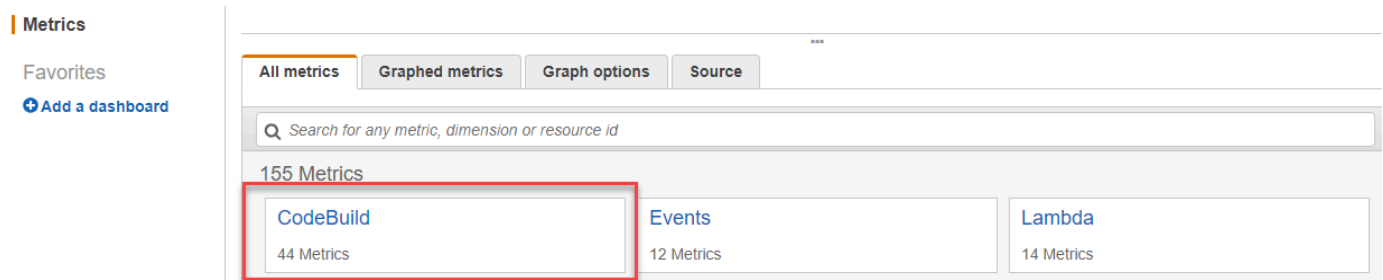 Metrics
Favorites
Add a dashboard
All metrics Graphed metrics Graph options Source
Search for any metric, dimension or resource id
155 Metrics
CodeBuild Events Lambda
44 Metrics 12 Metrics 14 Metrics